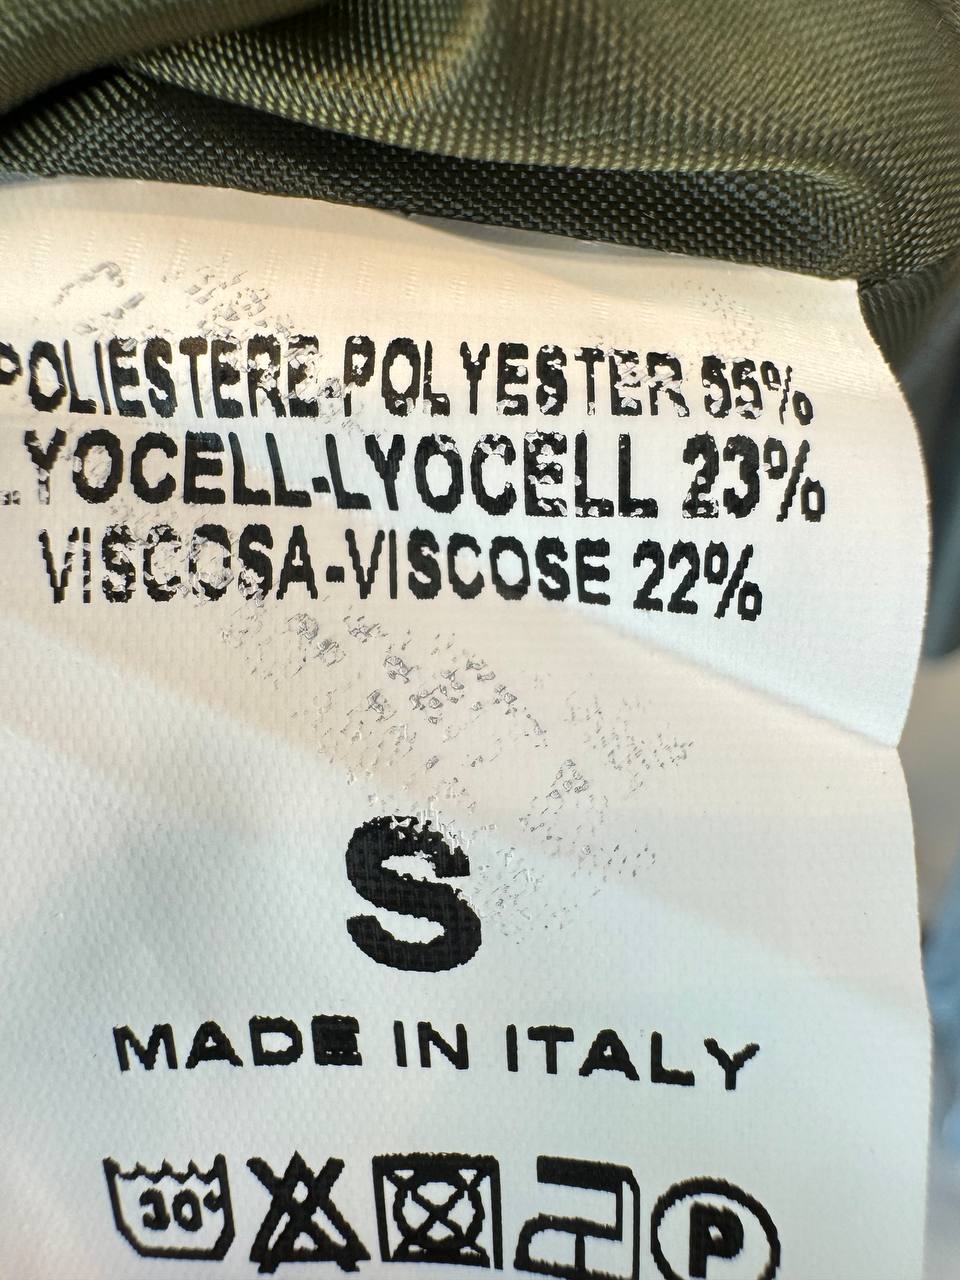 POLIESTERE-POLYESTER 55%
LYOCELL-LYOCELL 23%
VISCOSA-VISCOSE 22%
S
MADE IN ITALY
30°
P